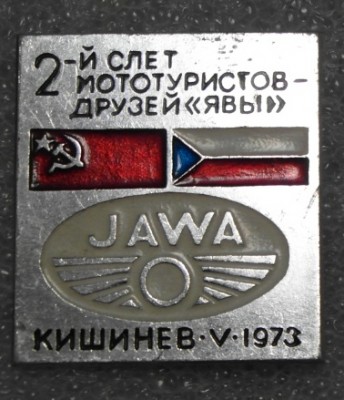 2-Й СЛЕТ
МОТОТУРИСТОВ-
ДРУЗЕЙ «ЯВЫ»
JAWA
КИШИНЕВ·V·1973